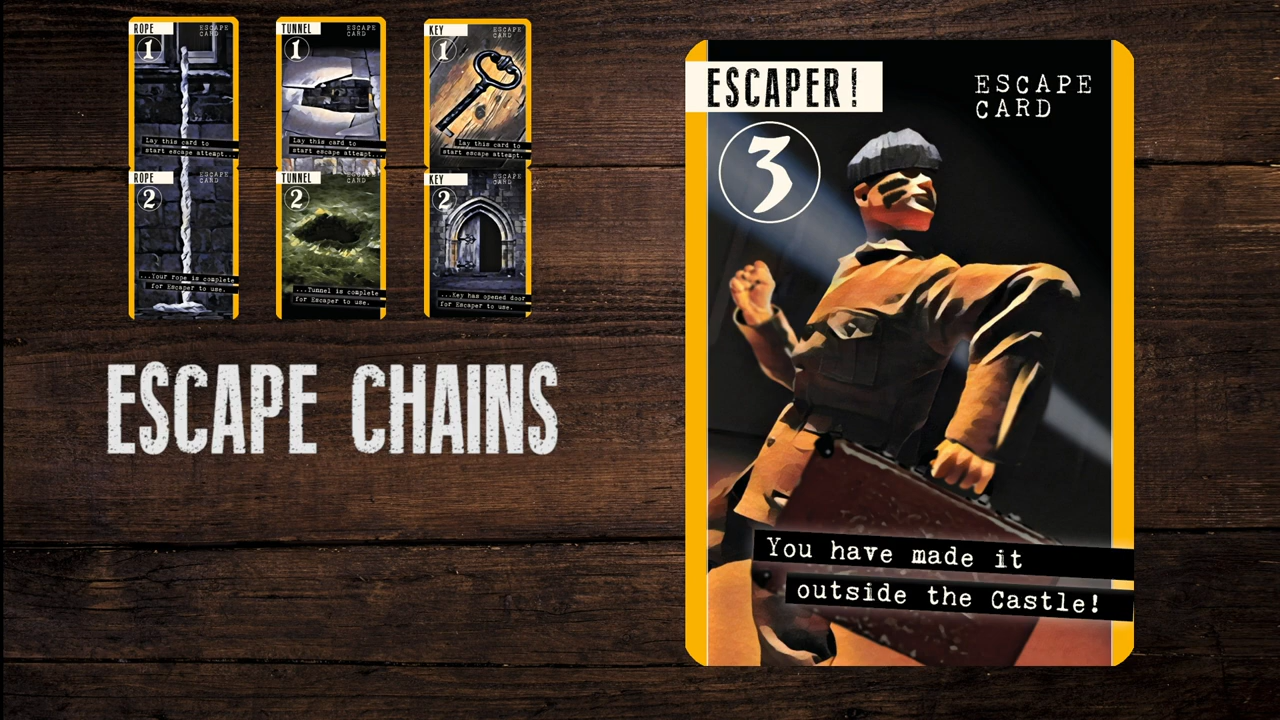 ROPE
ESCAPE
CARD
1
Lay this card to
start escape attempt...
TUNNEL
ESCAPE
CARD
1
Lay this card to
start escape attempt...
KEY
ESCAPE
CARD
1
Lay this card to
start escape attempt.
ROPE
ESCAPE
CARD
2
...Your rope is complete
for Escaper to use.
TUNNEL
ESCAPE
CARD
2
...Tunnel is complete
for Escaper to use.
KEY
ESCAPE
CARD
2
...Key has opened door
for Escaper to use.
ESCAPE CHAINS
ESCAPER!
ESCAPE
CARD
3
You have made it
outside the Castle!